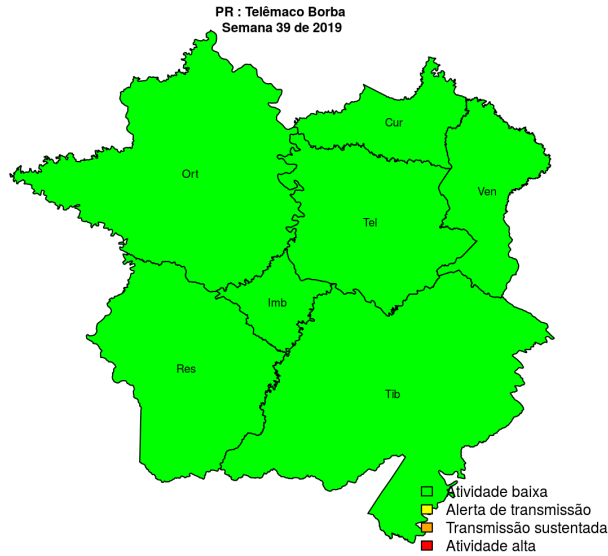 PR : Telêmaco Borba
Semana 39 de 2019
Cur
Ort
Ven
Tel
Imb
Res
Tib
Atividade baixa
Alerta de transmissão
Transmissão sustentada
Atividade alta